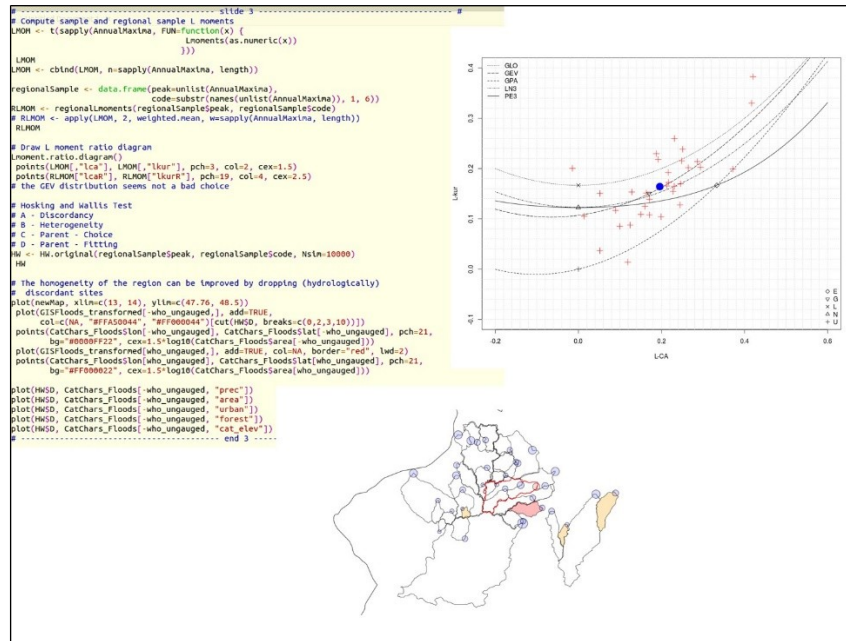 # ------------------------------------ slide 3 ------------------------------------ #
# Compute sample and regional sample L moments
LMOM <- t(sapply(AnnualMaxima, FUN=function(x) {
Lmoments(as.numeric(x))
}))
LMOM
LMOM <- cbind(LMOM, n=sapply(AnnualMaxima, length))
regionalSample <- data.frame(peak=unlist(AnnualMaxima),
code=substr(names(unlist(AnnualMaxima)), 1, 6))
RLMOM <- regionalLmoments(regionalSample$peak, regionalSample$code)
# RLMOM <- apply(LMOM, 2, weighted.mean, w=sapply(AnnualMaxima, length))
RLMOM
# Draw L moment ratio diagram
Lmoment.ratio.diagram()
points(LMOM[,"lca"], LMOM[,"lkur"], pch=3, col=2, cex=1.5)
points(RLMOM["lcaR"], RLMOM["lkurR"], pch=19, col=4, cex=2.5)
# the GEV distribution seems not a bad choice
# Hosking and Wallis Test
# A - Discordancy
# B - Heterogeneity
# C - Parent - Choice
# D - Parent - Fitting
HW <- HW.original(regionalSample$peak, regionalSample$code, Nsim=10000)
HW
# The homogeneity of the region can be improved by dropping (hydrologically)
# discordant sites
plot(newMap, xlim=c(13, 14), ylim=c(47.76, 48.5))
plot(GISFloods_transformed[-who_ungauged,], add=TRUE,
col=c(NA, "#FFA50044", "#FF000044")[cut(HW$D, breaks=c(0,2,3,10))])
points(CatChars_Floods$lon[-who_ungauged], CatChars_Floods$lat[-who_ungauged], pch=21,
bg="#0000FF22", cex=1.5*log10(CatChars_Floods$area[-who_ungauged]))
plot(GISFloods_transformed[who_ungauged,], add=TRUE, col=NA, border="red", lwd=2)
points(CatChars_Floods$lon[who_ungauged], CatChars_Floods$lat[who_ungauged], pch=21,
bg="#FF000022", cex=1.5*log10(CatChars_Floods$area[who_ungauged]))
plot(HW$D, CatChars_Floods[-who_ungauged, "prec"])
plot(HW$D, CatChars_Floods[-who_ungauged, "area"])
plot(HW$D, CatChars_Floods[-who_ungauged, "urban"])
plot(HW$D, CatChars_Floods[-who_ungauged, "forest"])
plot(HW$D, CatChars_Floods[-who_ungauged, "cat_elev"])
# ------------------------------------ end 3 -----
GLO
GEV
GPA
LN3
PE3
L-kur
0.4
0.3
0.2
0.1
0.0
-0.1
E
G
L
N
U
-0.2 0.0 0.2 0.4 0.6
L-CA